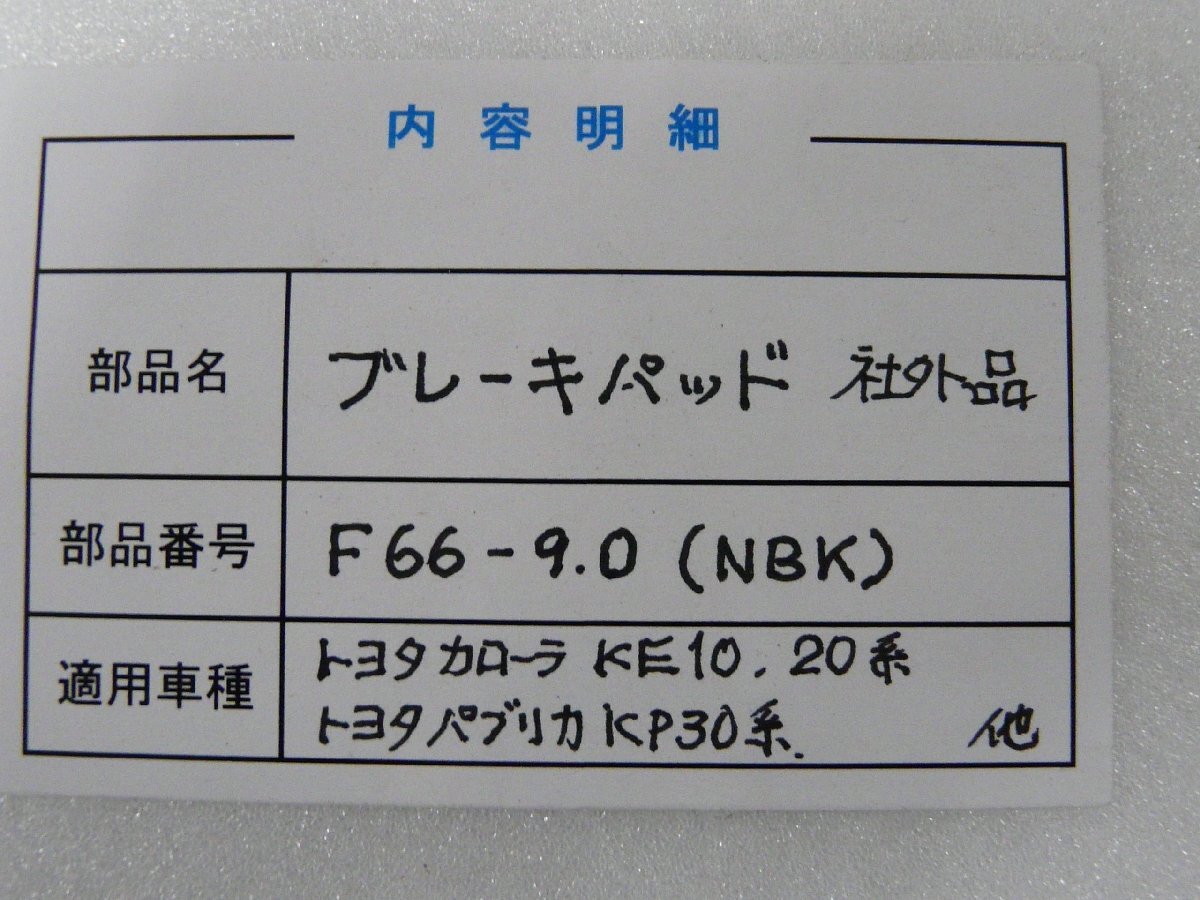 内容明細
部品名 ブレーキパッド 社外品
部品番号 F66-9.0 (NBK)
適用車種 トヨタカローラ KE10, 20系
トヨタパブリカ KP30系. 他